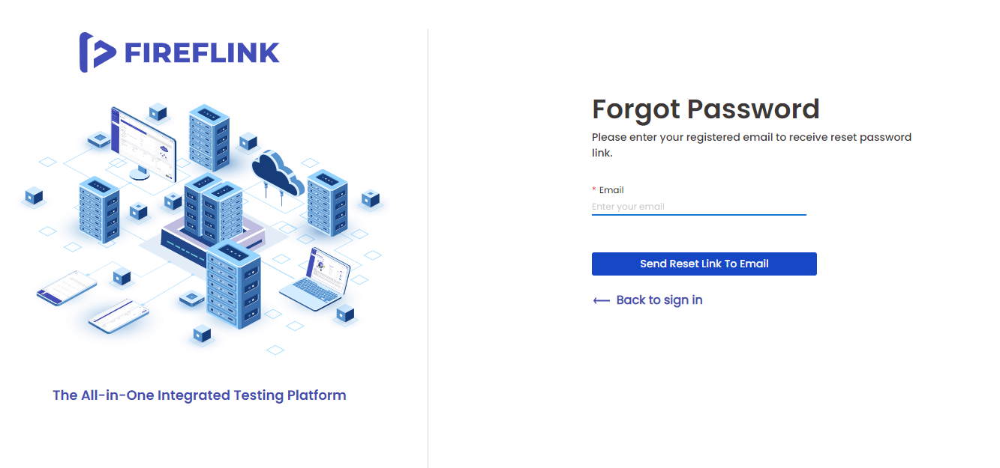 FIREFLINK
The All-in-One Integrated Testing Platform
Forgot Password
Please enter your registered email to receive reset password
link.
* Email
Enter your email
Send Reset Link To Email
Back to sign in